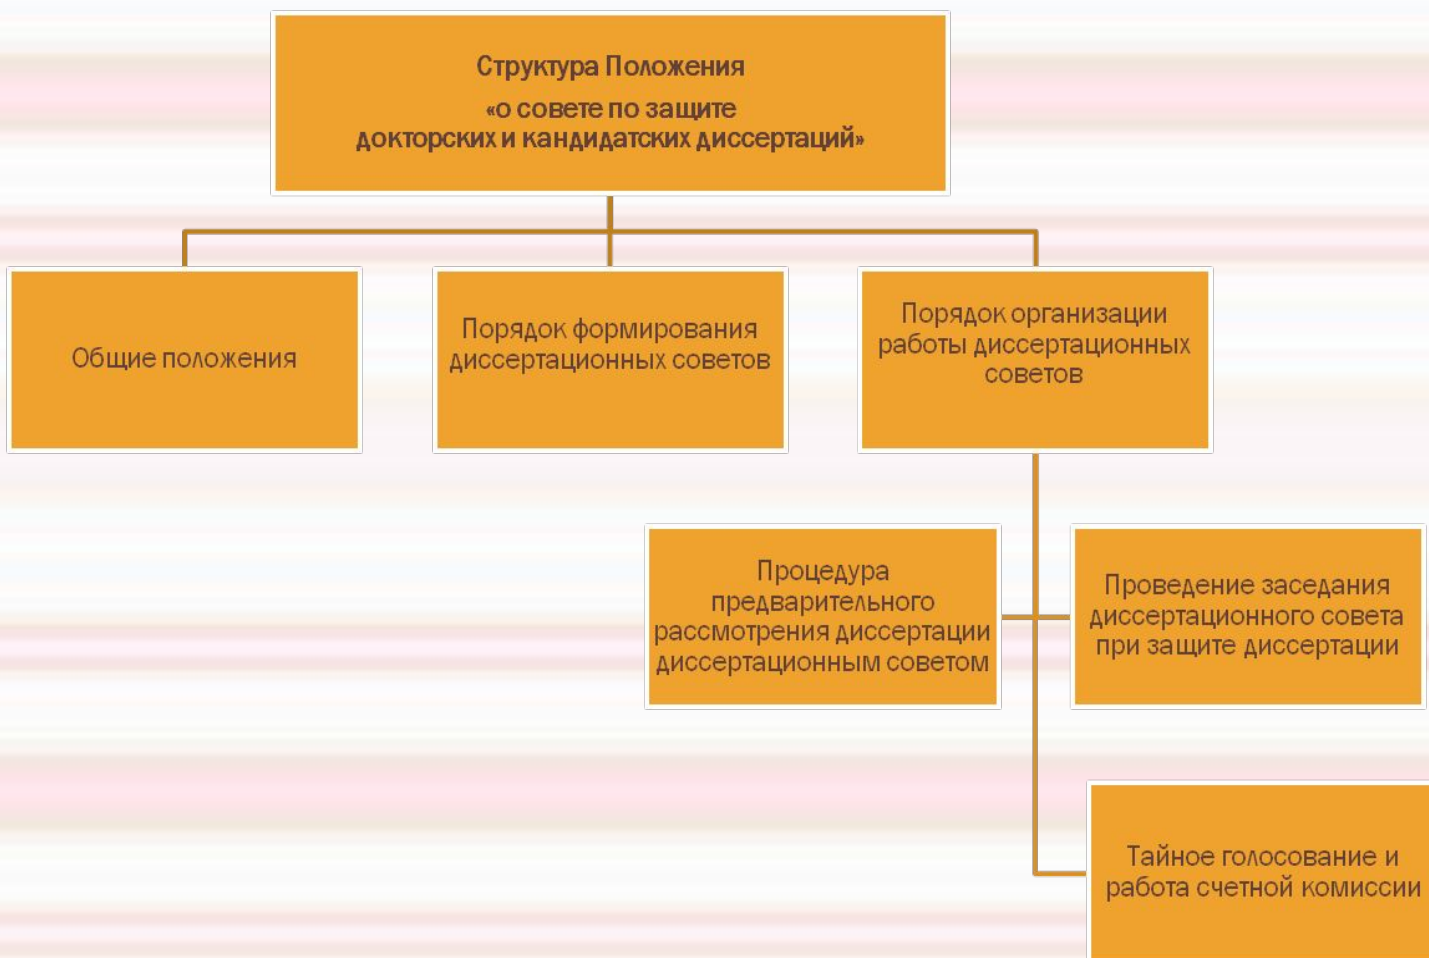 Структура Положения
«о совете по защите
докторских и кандидатских диссертаций»
Общие положения
Порядок формирования
диссертационных советов
Порядок организации
работы диссертационных
советов
Процедура
предварительного
рассмотрения диссертации
диссертационным советом
Проведение заседания
диссертационного совета
при защите диссертации
Тайное голосование и
работа счетной комиссии